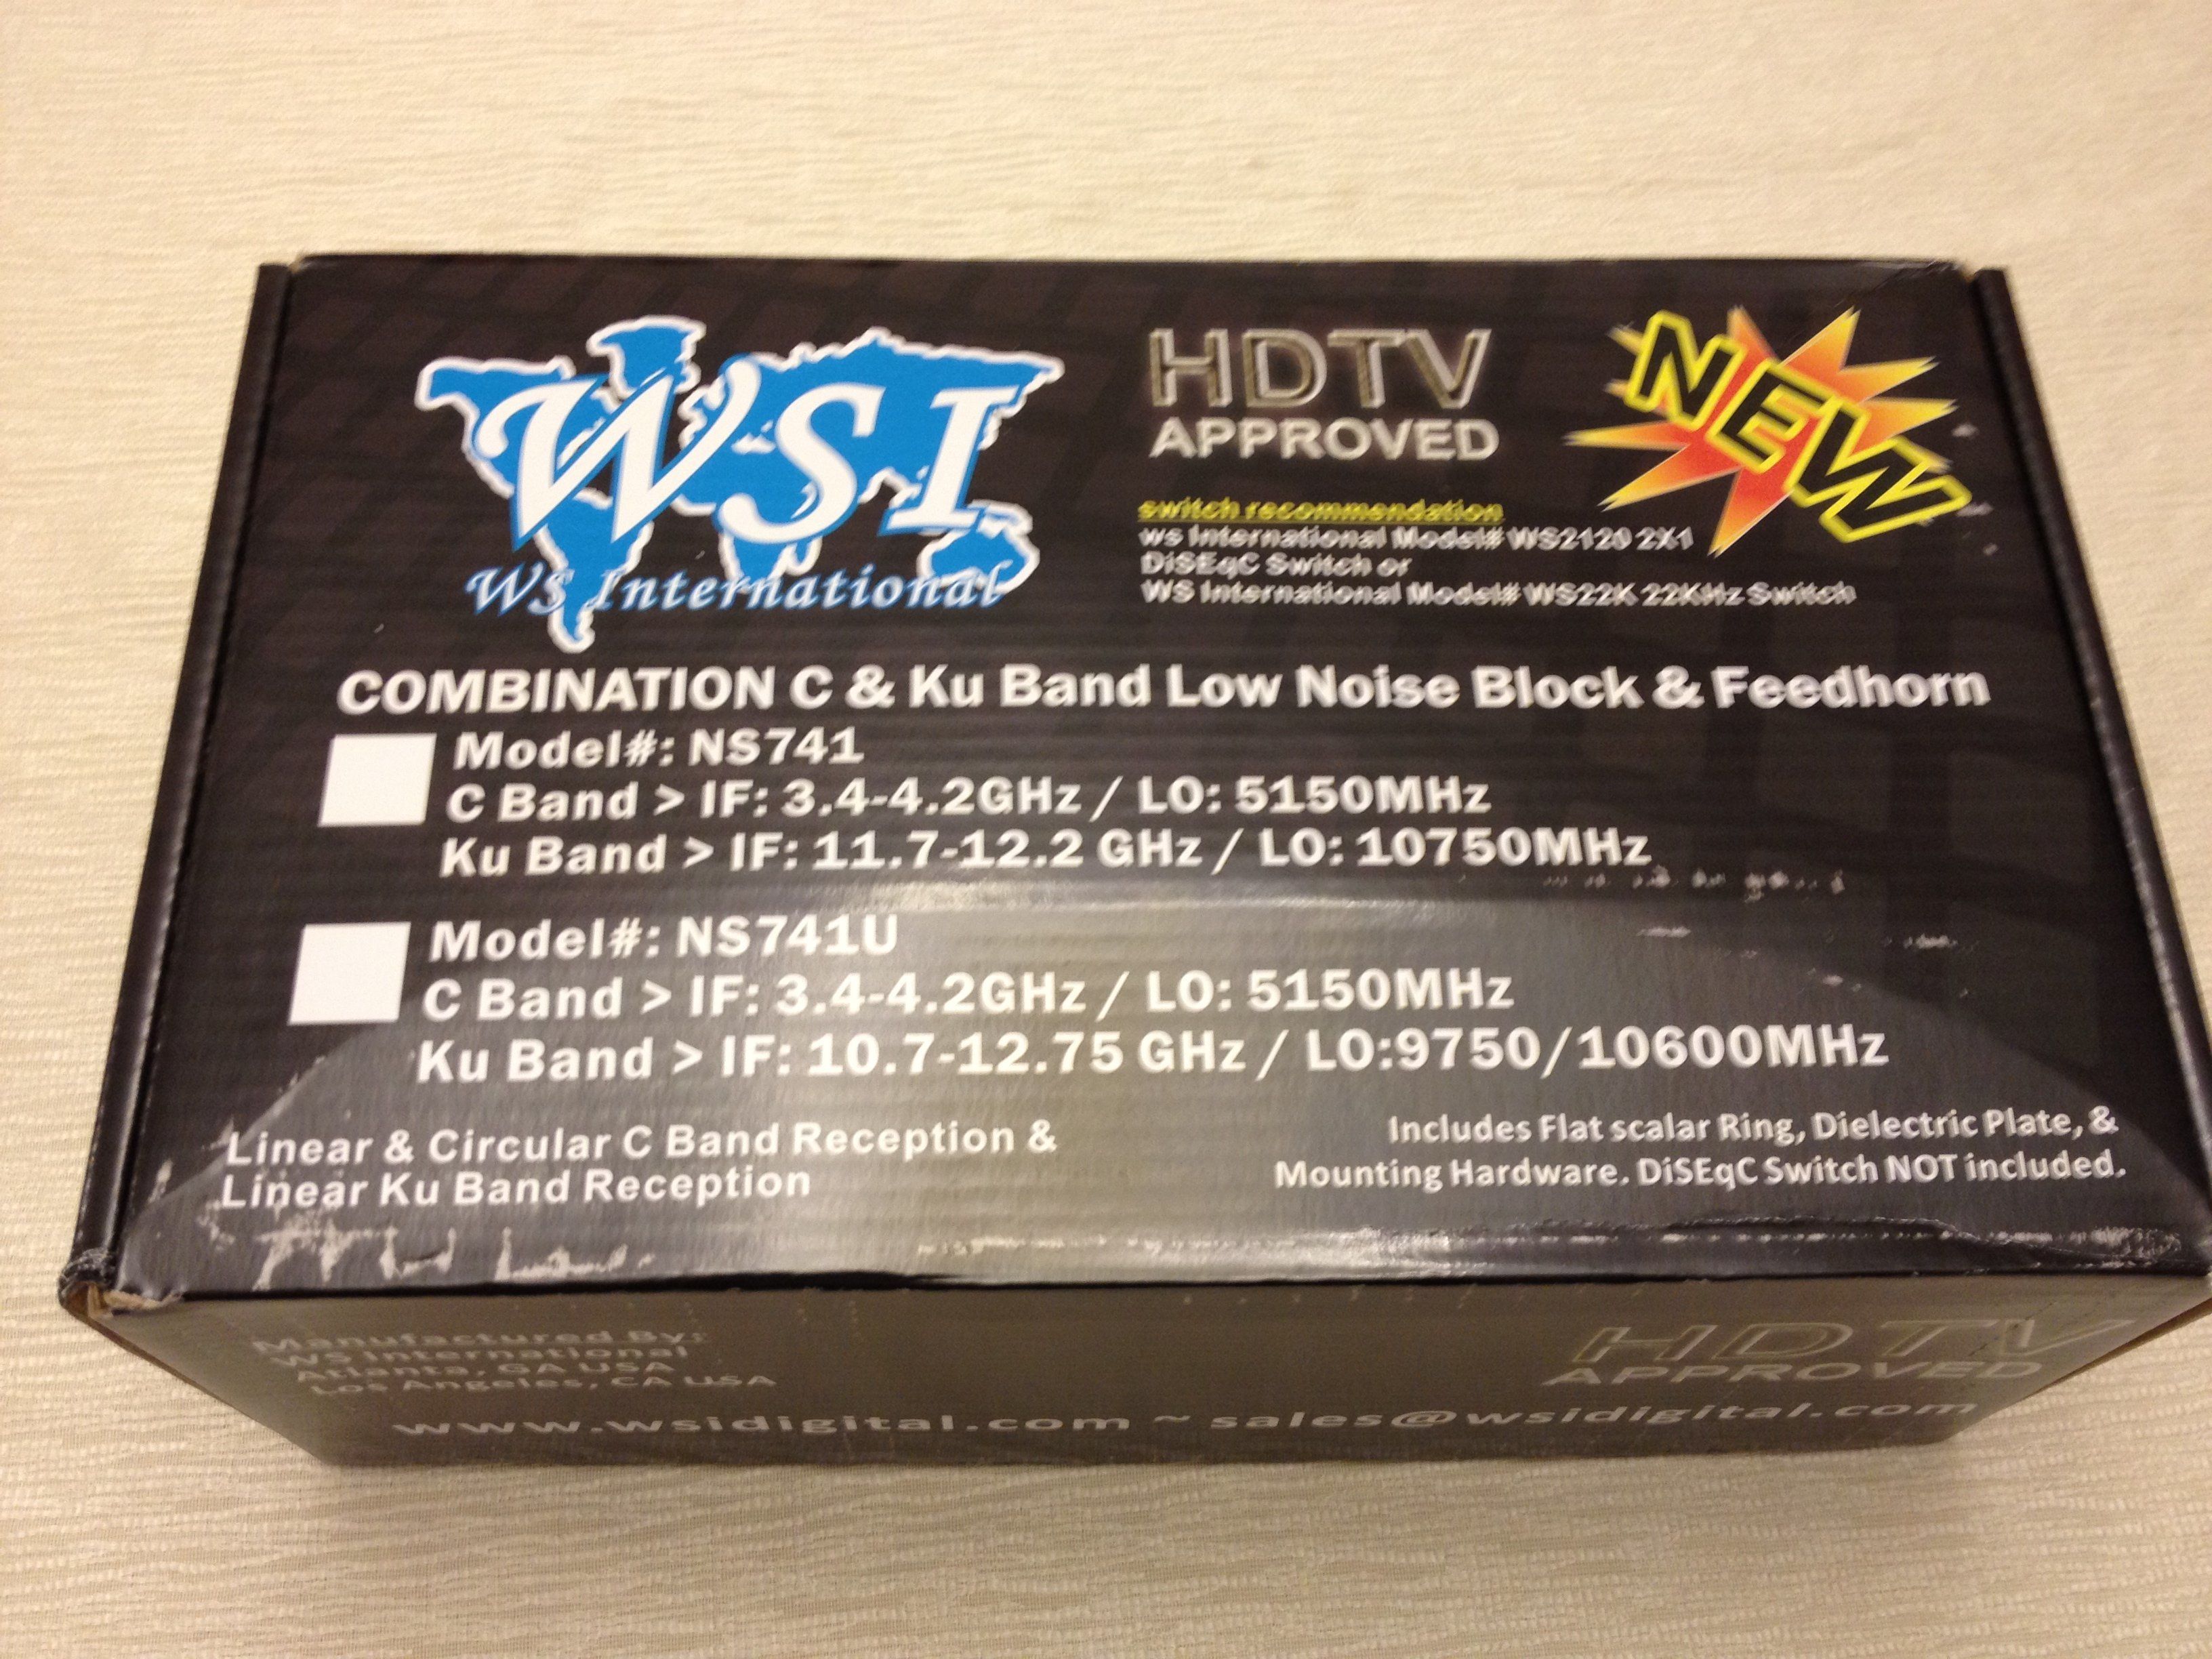 WSI
WS International
HDTV
APPROVED
NEW
switch recommendation
ws International Model# WS2120 2X1
DiSEqC Switch or
WS International Model# WS22K 22KHz Switch
COMBINATION C & Ku Band Low Noise Block & Feedhorn
Model#: NS741
C Band > IF: 3.4-4.2GHz / LO: 5150MHz
Ku Band > IF: 11.7-12.2 GHz / LO: 10750MHz
Model#: NS741U
C Band > IF: 3.4-4.2GHz / LO: 5150MHz
Ku Band > IF: 10.7-12.75 GHz / LO:9750/10600MHz
Linear & Circular C Band Reception &
Linear Ku Band Reception
Includes Flat scalar Ring, Dielectric Plate, &
Mounting Hardware. DiSEqC Switch NOT included.
Manufactured By:
WS International
Atlanta, GA USA
Los Angeles, CA USA
HDTV
APPROVED
www.wsidigital.com ~ sales@wsidigital.com